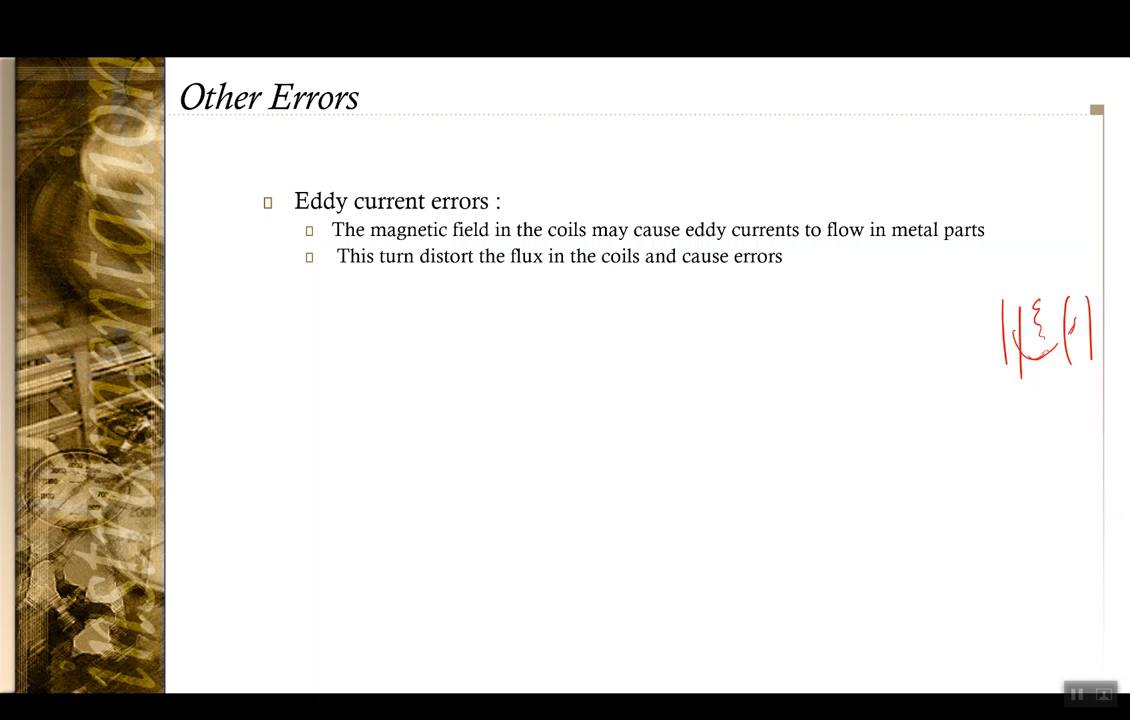 Other Errors
Eddy current errors :
The magnetic field in the coils may cause eddy currents to flow in metal parts
This turn distort the flux in the coils and cause errors
Instrumentation